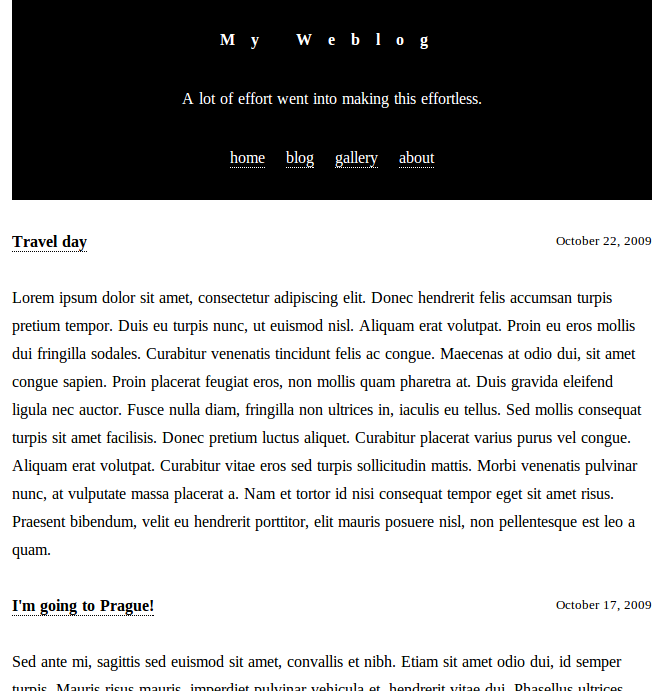 My Weblog
A lot of effort went into making this effortless.
home blog gallery about
Travel day October 22, 2009
Lorem ipsum dolor sit amet, consectetur adipiscing elit. Donec hendrerit felis accumsan turpis
pretium tempor. Duis eu turpis nunc, ut euismod nisl. Aliquam erat volutpat. Proin eu eros mollis
dui fringilla sodales. Curabitur venenatis tincidunt felis ac congue. Maecenas at odio dui, sit amet
congue sapien. Proin placerat feugiat eros, non mollis quam pharetra at. Duis gravida eleifend
ligula nec auctor. Fusce nulla diam, fringilla non ultrices in, iaculis eu tellus. Sed mollis consequat
turpis sit amet facilisis. Donec pretium luctus aliquet. Curabitur placerat varius purus vel congue.
Aliquam erat volutpat. Curabitur vitae eros sed turpis sollicitudin mattis. Morbi venenatis pulvinar
nunc, at vulputate massa placerat a. Nam et tortor id nisi consequat tempor eget sit amet risus.
Praesent bibendum, velit eu hendrerit porttitor, elit mauris posuere nisl, non pellentesque est leo a
quam.
I'm going to Prague! October 17, 2009
Sed ante mi, sagittis sed euismod sit amet, convallis et nibh. Etiam sit amet odio dui, id semper
turpis. Mauris risus mauris, imperdiet pulvinar vehicula et, hendrerit vitae dui. Phasellus ultrices